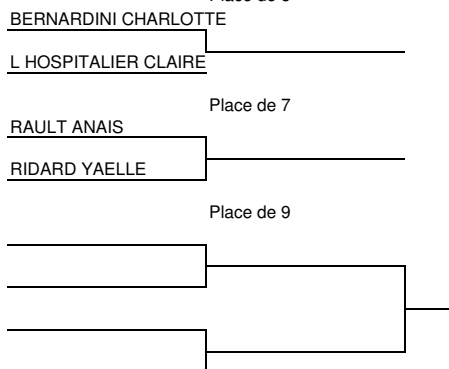 BERNARDINI CHARLOTTE
L HOSPITALIER CLAIRE
Place de 7
RAULT ANAIS
RIDARD YAELLE
Place de 9